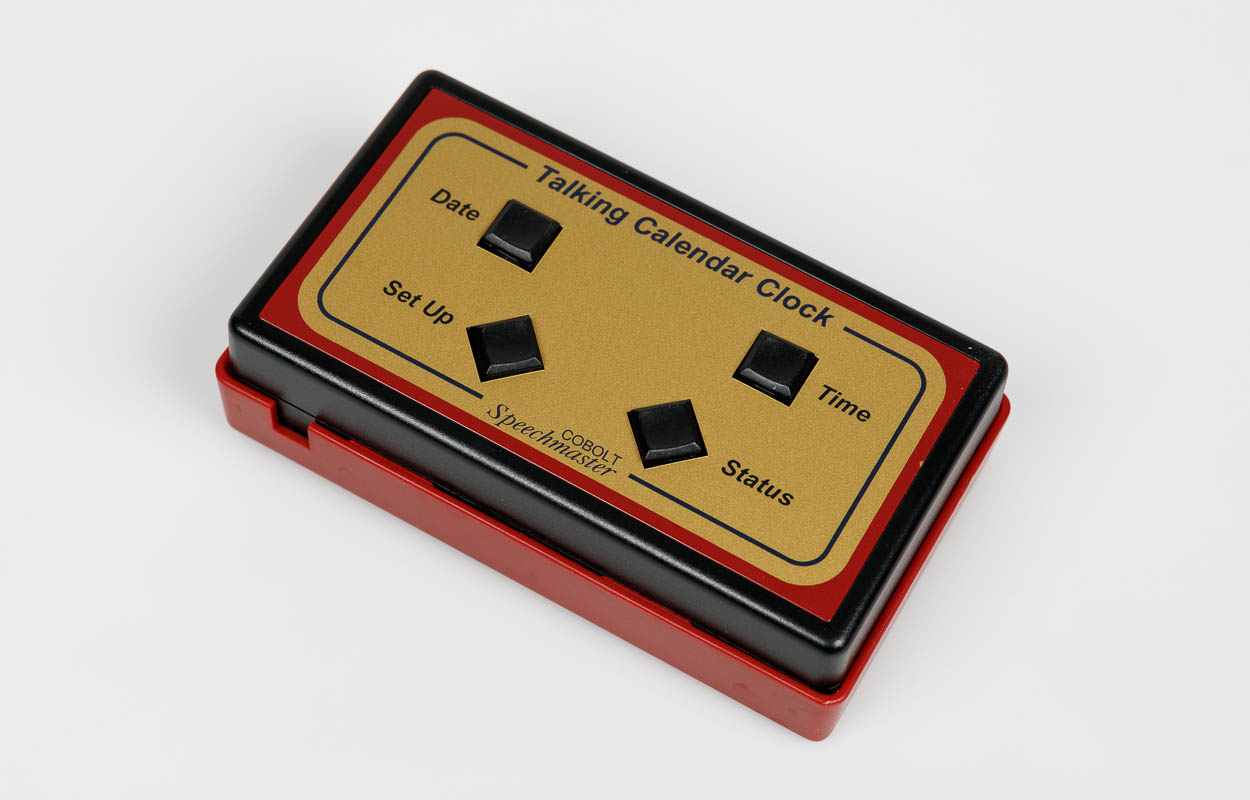 Talking Calendar Clock
Date
Set Up
Time
Status
COBOLT
Speechmaster